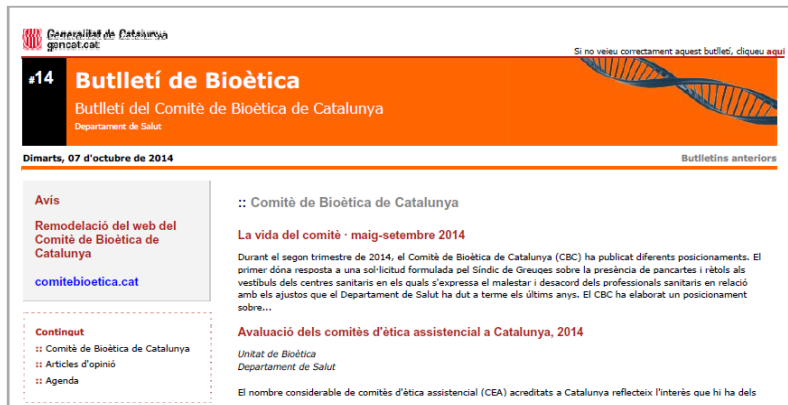 Generalitat de Catalunya
gencat.cat
Si no veieu correctament aquest butlletí, cliqueu aquí
#14
Butlletí de Bioètica
Butlletí del Comitè de Bioètica de Catalunya
Departament de Salut
Dimarts, 07 d'octubre de 2014
Butlletins anteriors
Avís
Remodelació del web del
Comitè de Bioètica de
Catalunya
comitebioetica.cat
Contingut
:: Comitè de Bioètica de Catalunya
:: Articles d'opinió
:: Agenda
:: Comitè de Bioètica de Catalunya
La vida del comitè · maig-setembre 2014
Durant el segon trimestre de 2014, el Comitè de Bioètica de Catalunya (CBC) ha publicat diferents posicionaments. El
primer dóna resposta a una sol·licitud formulada pel Síndic de Greuges sobre la presència de pancartes i rètols als
vestíbuls dels centres sanitaris en els quals s'expressa el malestar i desacord dels professionals sanitaris en relació
amb els ajustos que el Departament de Salut ha dut a terme els últims anys. El CBC ha elaborat un posicionament
sobre...
Avaluació dels comitès d'ètica assistencial a Catalunya, 2014
Unitat de Bioètica
Departament de Salut
El nombre considerable de comitès d'ètica assistencial (CEA) acreditats a Catalunya reflecteix l'interès que hi ha dels